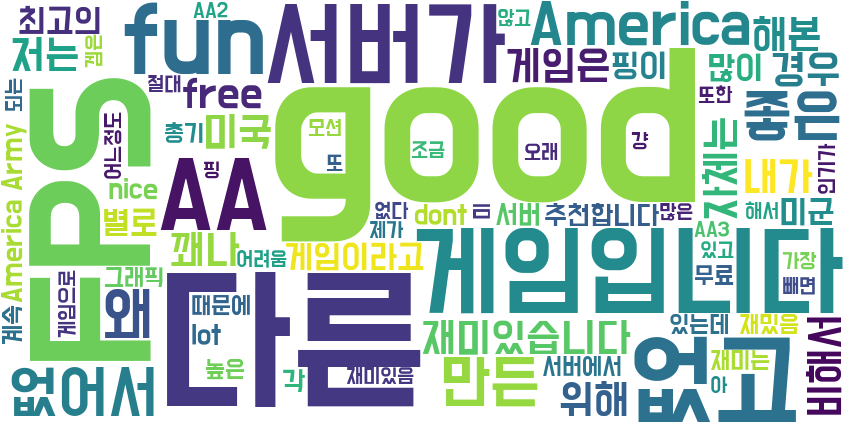 최고의
AA2
fun
서버가
않고
America
해본
저는
겜은
되는
절대
free
게임은
핑이
많이
경우
또한
좋은
FPS
good
어느정도
총기
미국
모션
조금
오래
걍
자체는
내가
인기가
America Army
nice
AA
핑
또
별로
없다
제가
dont
ㅠ
서버
추천합니다
많은
해서
미군
AA3
있고
무료
가장
빼면
꽤나
어려움
게임이라고
게임입니다
계속
게임으로
그래픽
왜
때문에
lot
다른
재미있습니다
있는데
재밌음
시행
없어서
높은
각
재미있음
만든
서버에서
위해
없고
재미는
아